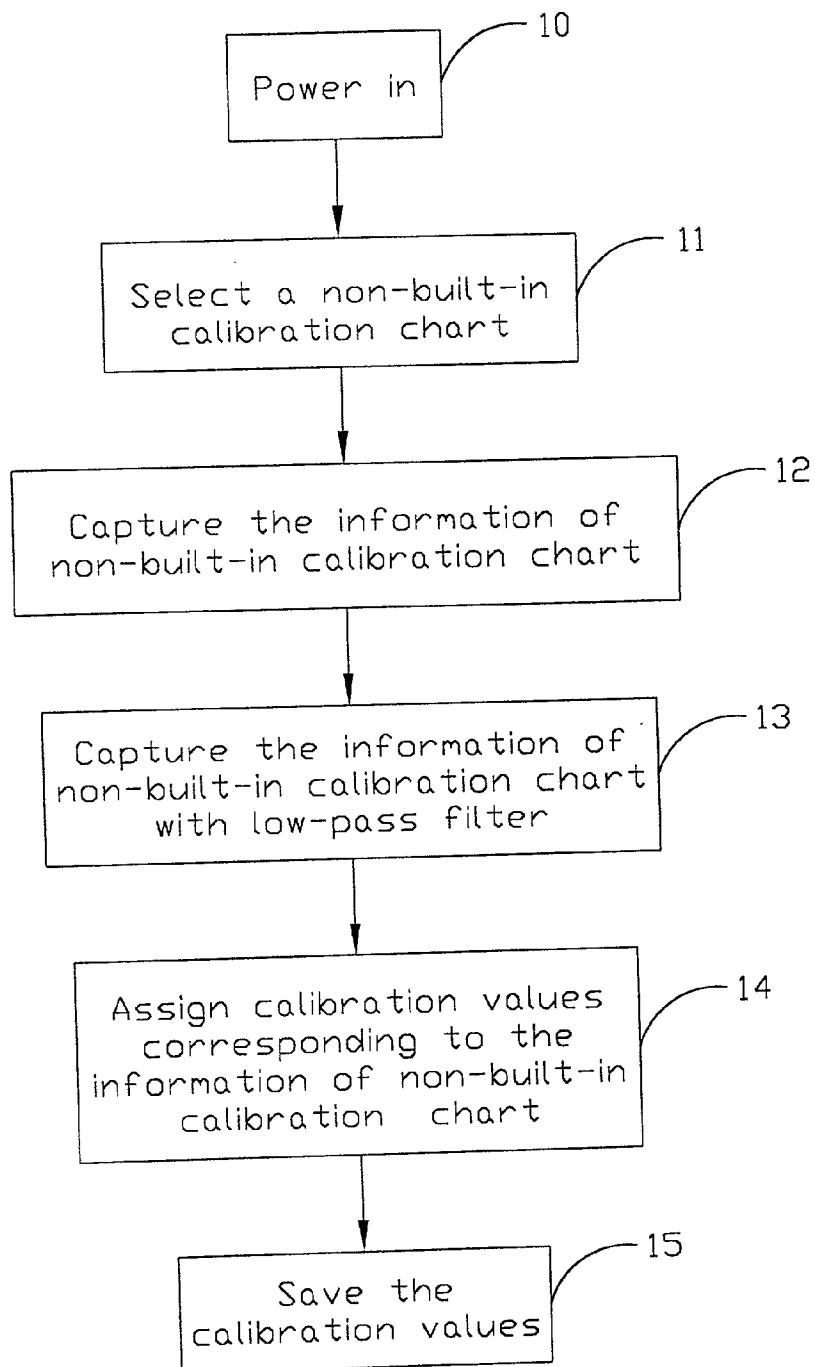 10
Power in
11
Select a non-built-in
calibration chart
12
Capture the information of
non-built-in calibration chart
13
Capture the information of
non-built-in calibration chart
with low-pass filter
14
Assign calibration values
corresponding to the
information of non-built-in
calibration chart
15
Save the
calibration values